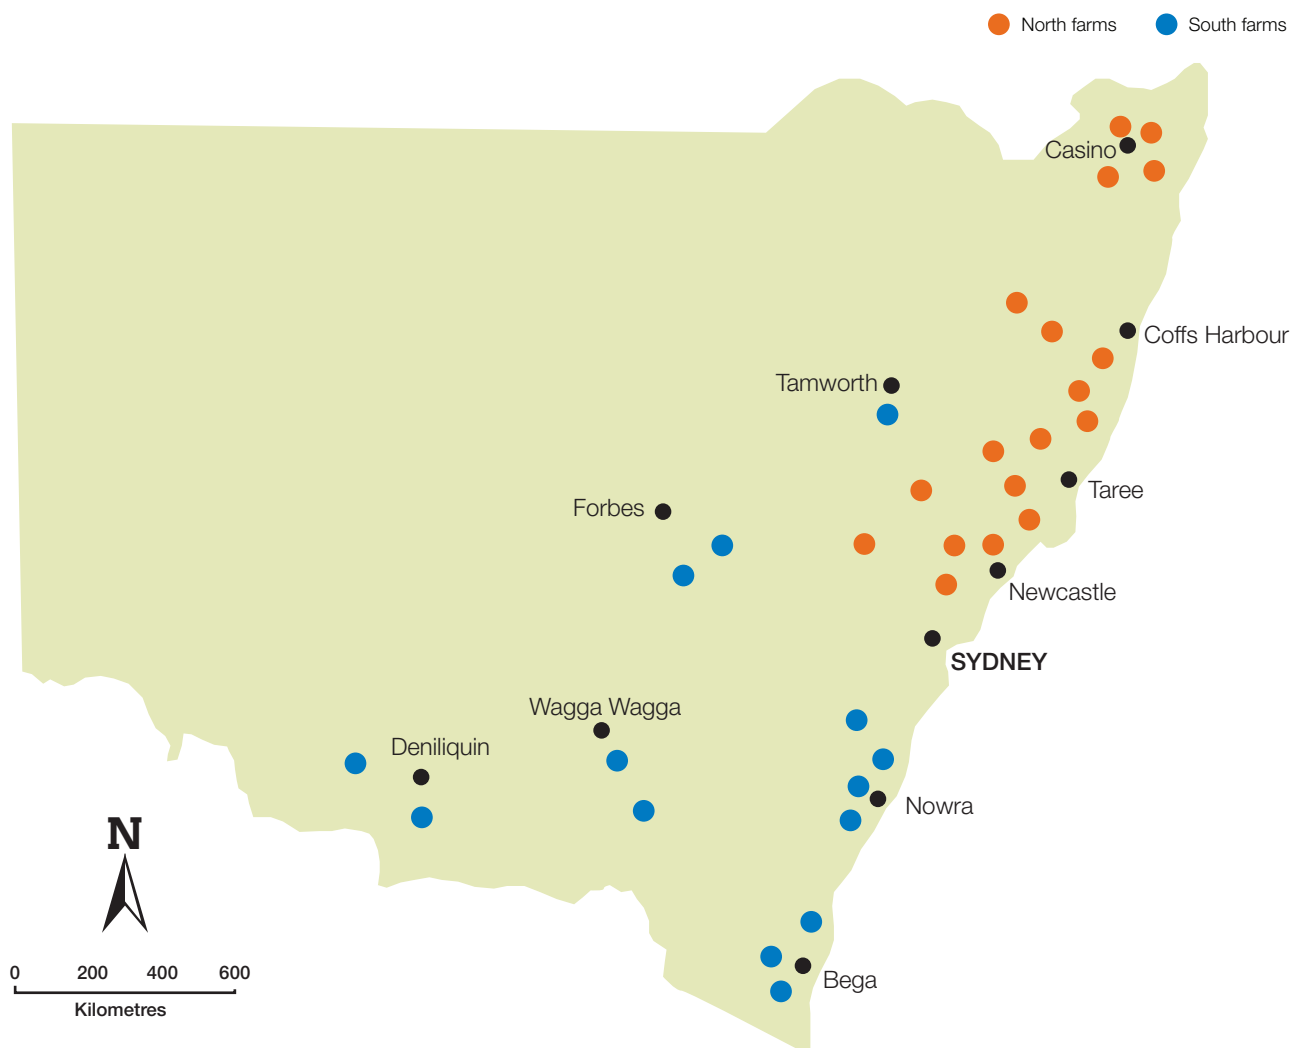 North farms
South farms
Casino
Coffs Harbour
Tamworth
Taree
Forbes
Newcastle
SYDNEY
Wagga Wagga
Deniliquin
Nowra
N
Bega
0 200 400 600
Kilometres